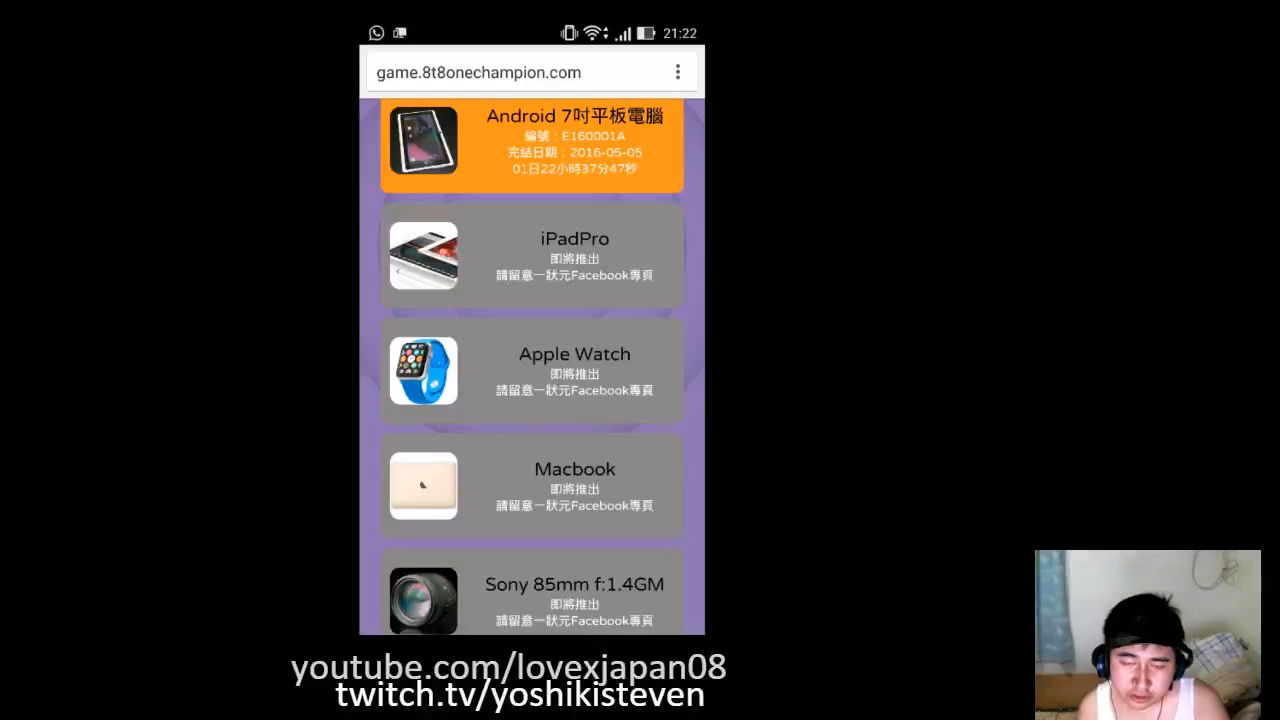 21:22
game.8t8onechampion.com
Android 7吋平板電腦
編號：E160001A
完結日期：2016-05-05
01日22小時37分47秒
iPadPro
即將推出
請留意一狀元Facebook專頁
Apple Watch
即將推出
請留意一狀元Facebook專頁
Macbook
即將推出
請留意一狀元Facebook專頁
Sony 85mm f:1.4GM
即將推出
請留意一狀元Facebook專頁
youtube.com/lovexjapan08
twitch.tv/yoshikisteven